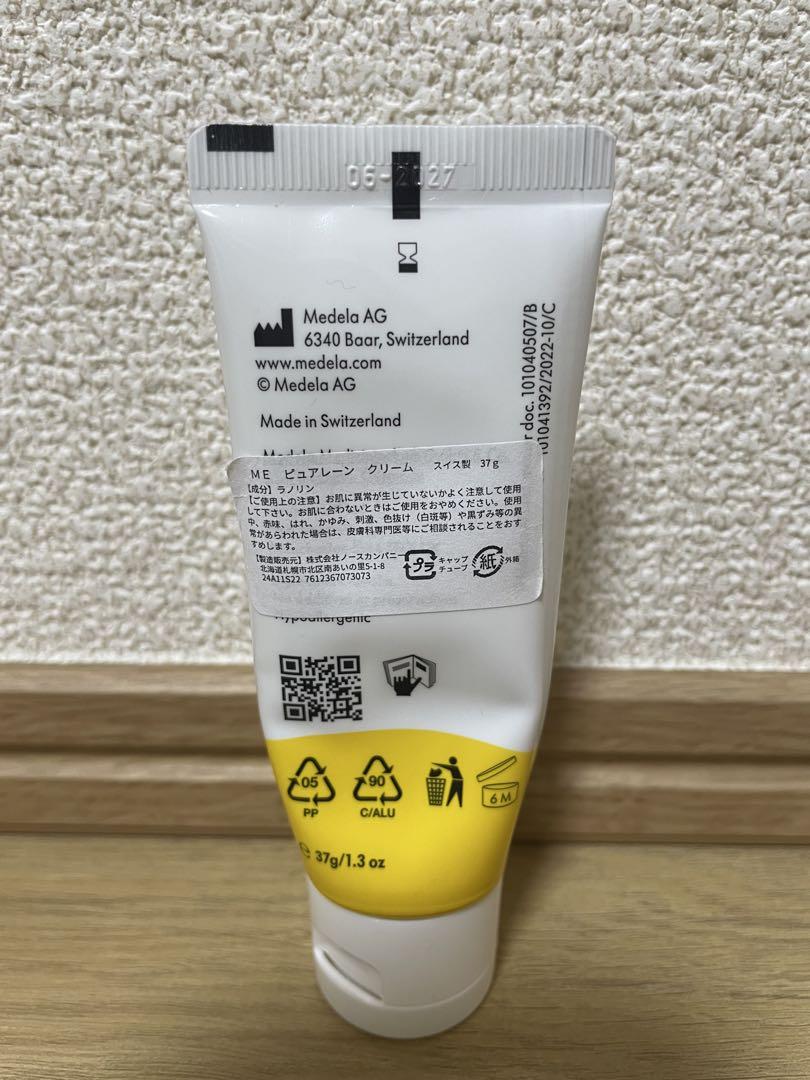 06-2027
Medela AG
6340 Baar, Switzerland
www.medela.com
© Medela AG
Made in Switzerland
ME ピュアレーン クリーム スイス製 37g
【成分】ラノリン
【ご使用上の注意】お肌に異常が生じていないかよく注意して使用
して下さい。お肌に合わないときはご使用をおやめください。使用
中、赤味、はれ、かゆみ、刺激、色抜け（白斑等）や黒ずみ等の異
常があらわれた場合は、皮膚科専門医等にご相談されることをおす
すめします。
【製造販売元】株式会社ノースカンパニー
北海道札幌市北区南あいの里5-1-8
24A11S22 7612367073073
プラ キャップ
チューブ
紙 外箱
Hypoallergenic
doc. 101040507/B
101041392/2022-10/C
05
PP
90
C/ALU
6 M
℮ 37g/1.3 oz